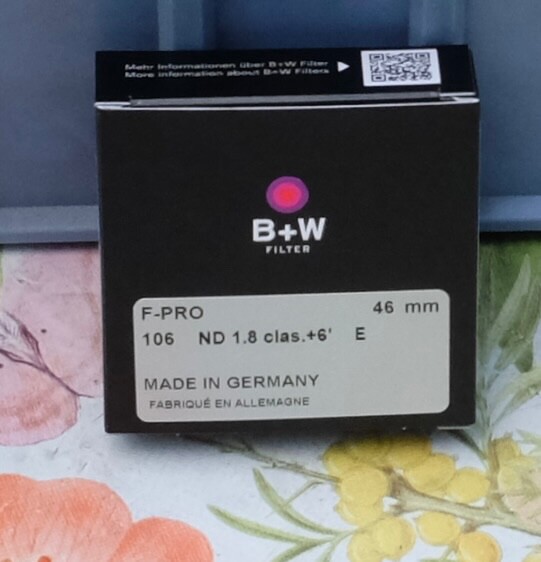 Mehr Informationen über B+W Filter
More information about B+W Filters
B+W
FILTER
F-PRO 46 mm
106 ND 1.8 clas.+6' E
MADE IN GERMANY
FABRIQUÉ EN ALLEMAGNE